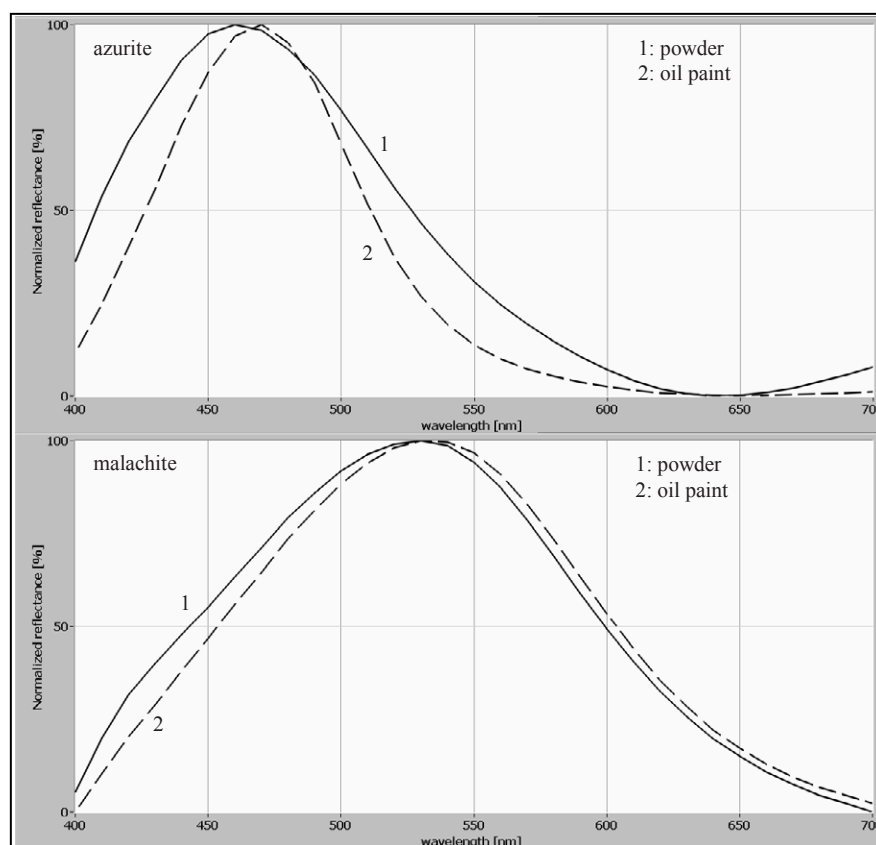 100
azurite
1: powder
2: oil paint
Normalized reflectance [%]
1
50
2
0
400
450
500
550
600
650
700
wavelength [nm]
100
malachite
1: powder
2: oil paint
Normalized reflectance [%]
1
50
2
0
400
450
500
550
600
650
700
wavelength [nm]